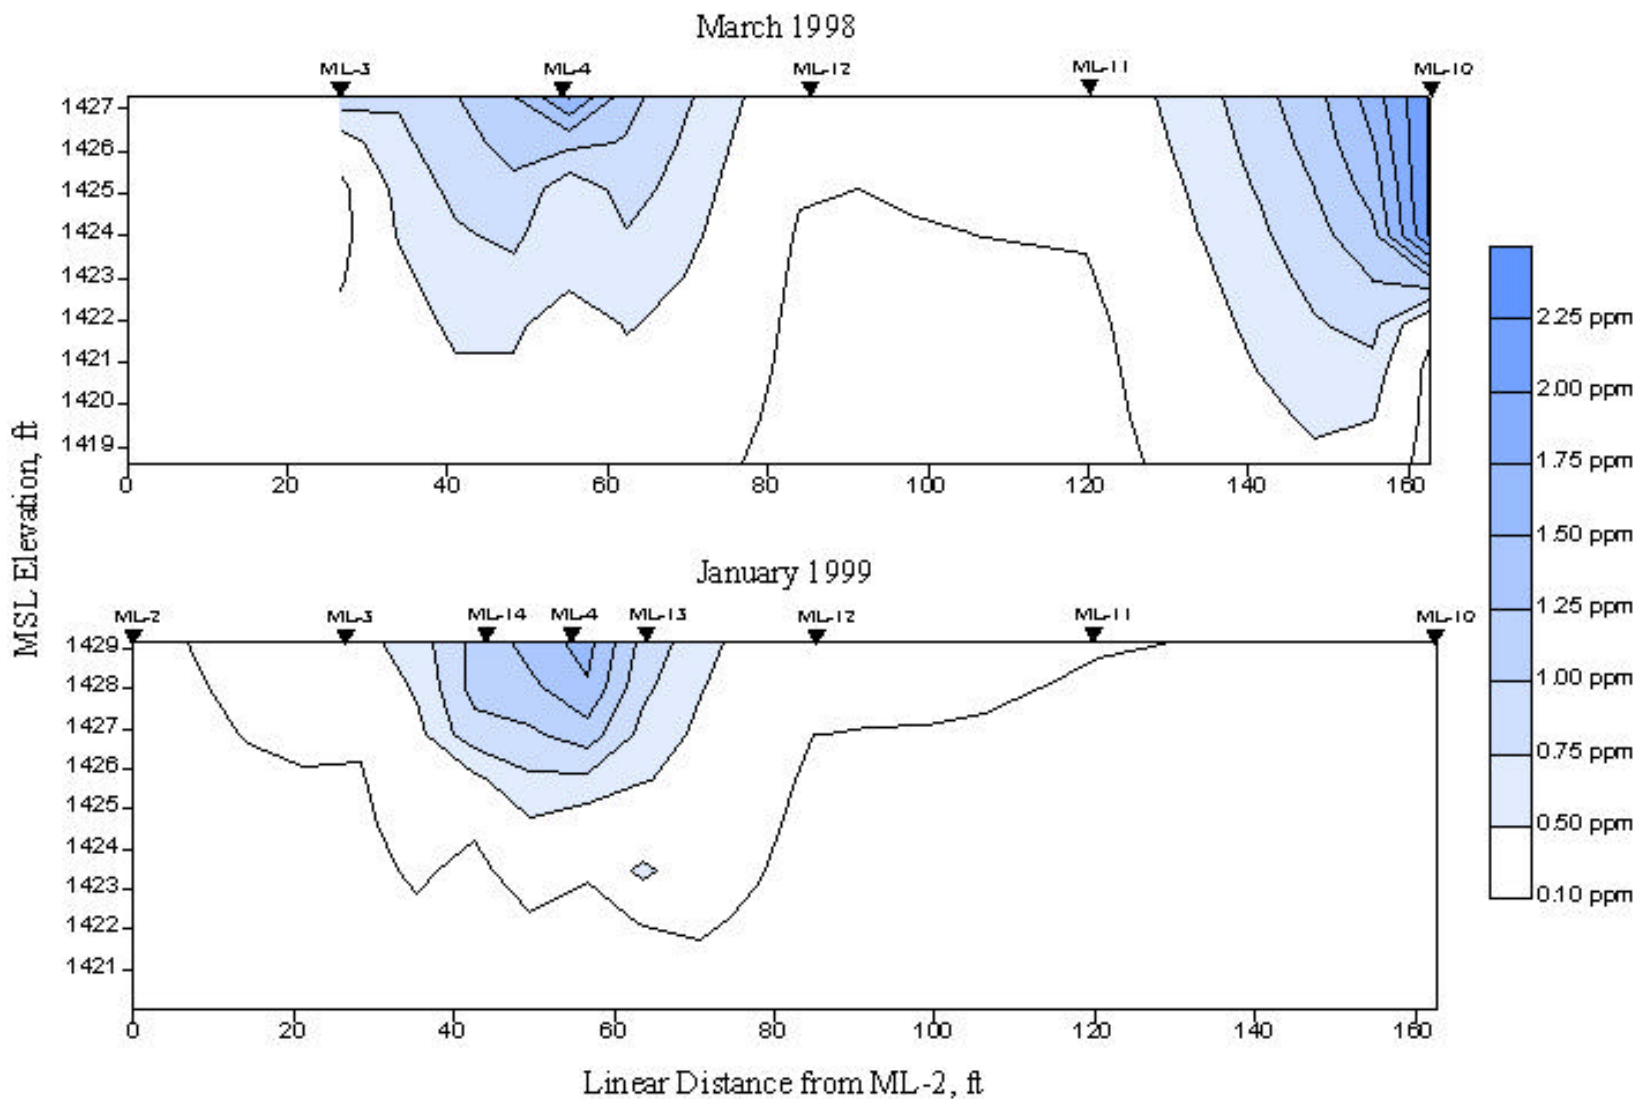 March 1998
ML-3 ML-4 ML-12 ML-11 ML-10
1427
1426
1425
1424
1423
1422
1421
1420
1419
0 20 40 60 80 100 120 140 160
MSL Elevation, ft
January 1999
ML-2 ML-3 ML-14 ML-4 ML-13 ML-12 ML-11 ML-10
1429
1428
1427
1426
1425
1424
1423
1422
1421
0 20 40 60 80 100 120 140 160
Linear Distance from ML-2, ft
2.25 ppm
2.00 ppm
1.75 ppm
1.50 ppm
1.25 ppm
1.00 ppm
0.75 ppm
0.50 ppm
0.10 ppm